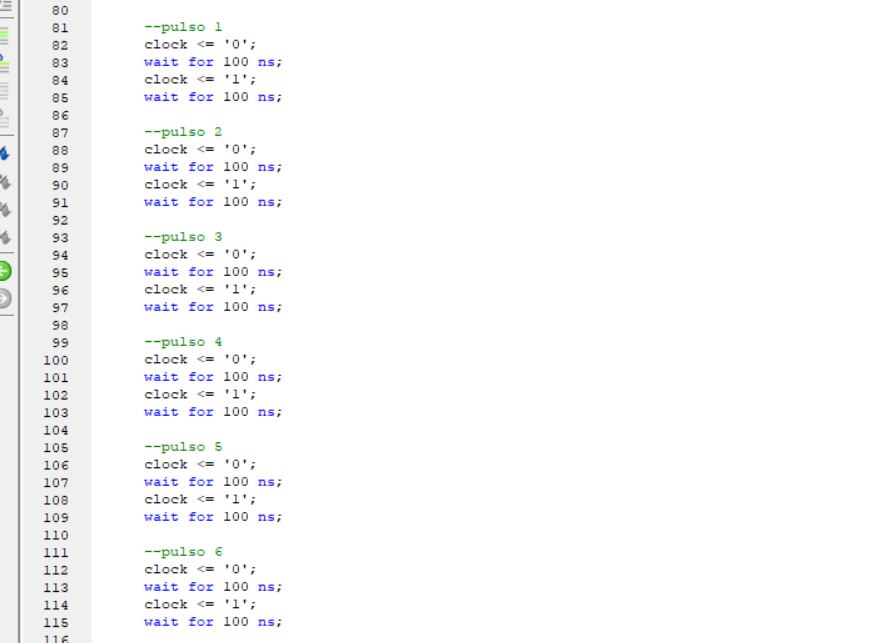 80
81 --pulso 1
82 clock <= '0';
83 wait for 100 ns;
84 clock <= '1';
85 wait for 100 ns;
86
87 --pulso 2
88 clock <= '0';
89 wait for 100 ns;
90 clock <= '1';
91 wait for 100 ns;
92
93 --pulso 3
94 clock <= '0';
95 wait for 100 ns;
96 clock <= '1';
97 wait for 100 ns;
98
99 --pulso 4
100 clock <= '0';
101 wait for 100 ns;
102 clock <= '1';
103 wait for 100 ns;
104
105 --pulso 5
106 clock <= '0';
107 wait for 100 ns;
108 clock <= '1';
109 wait for 100 ns;
110
111 --pulso 6
112 clock <= '0';
113 wait for 100 ns;
114 clock <= '1';
115 wait for 100 ns;
116